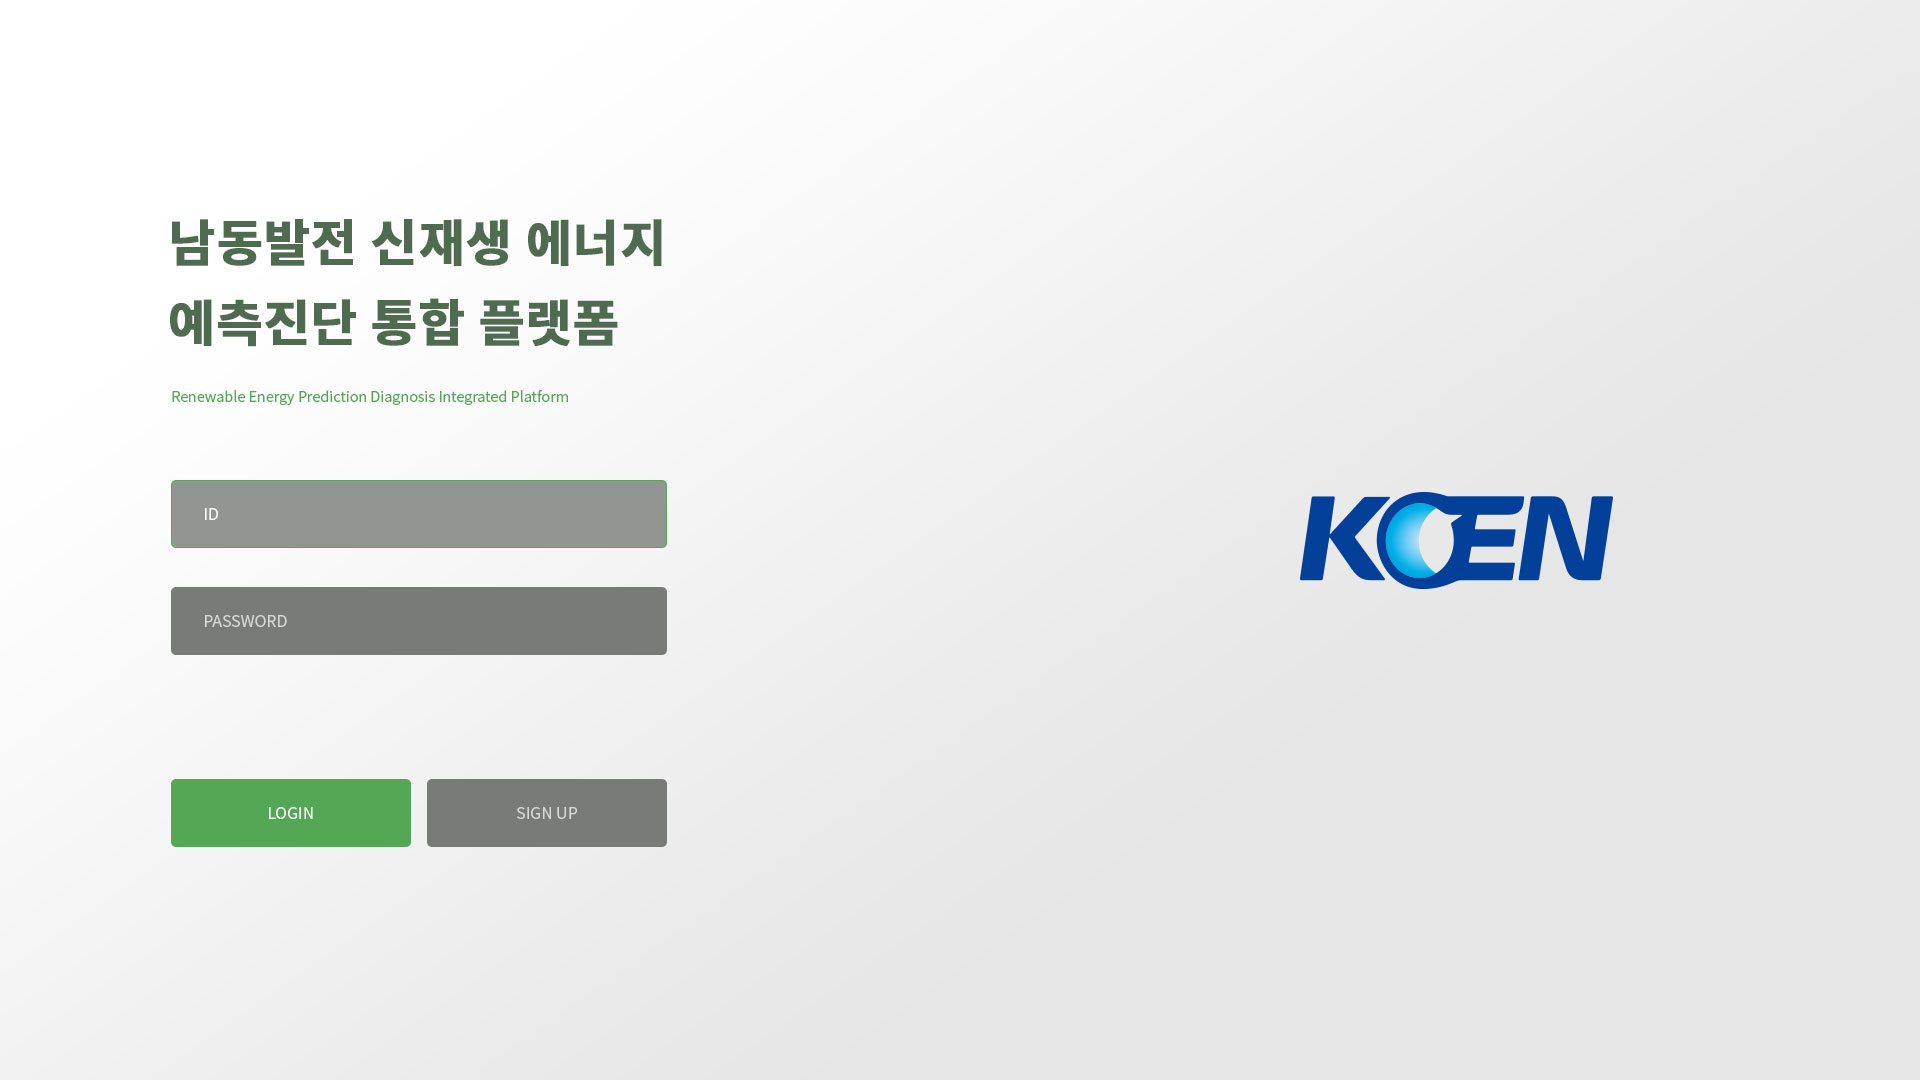 남동발전 신재생 에너지
예측진단 통합 플랫폼
Renewable Energy Prediction Diagnosis Integrated Platform
ID
PASSWORD
LOGIN
SIGN UP
KOEN